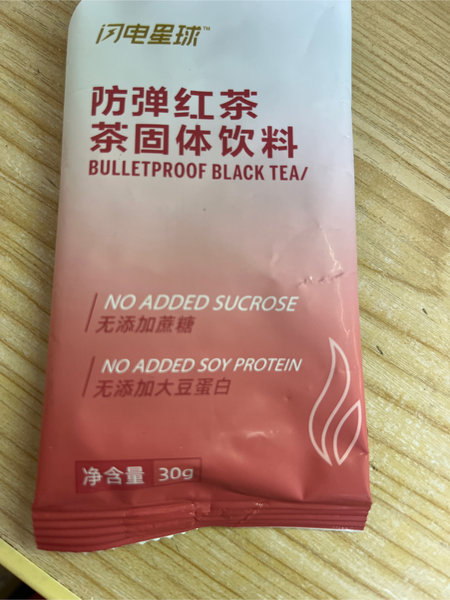 闪电星球™
防弹红茶
茶固体饮料
BULLETPROOF BLACK TEA/
NO ADDED SUCROSE
无添加蔗糖
NO ADDED SOY PROTEIN
无添加大豆蛋白
净含量 30g